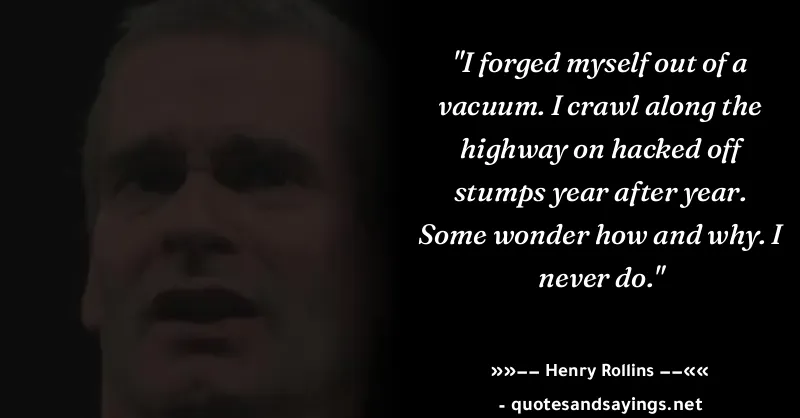 "I forged myself out of a
vacuum. I crawl along the
highway on hacked off
stumps year after year.
Some wonder how and why. I
never do."
»»−− Henry Rollins −−««
- quotesandsayings.net